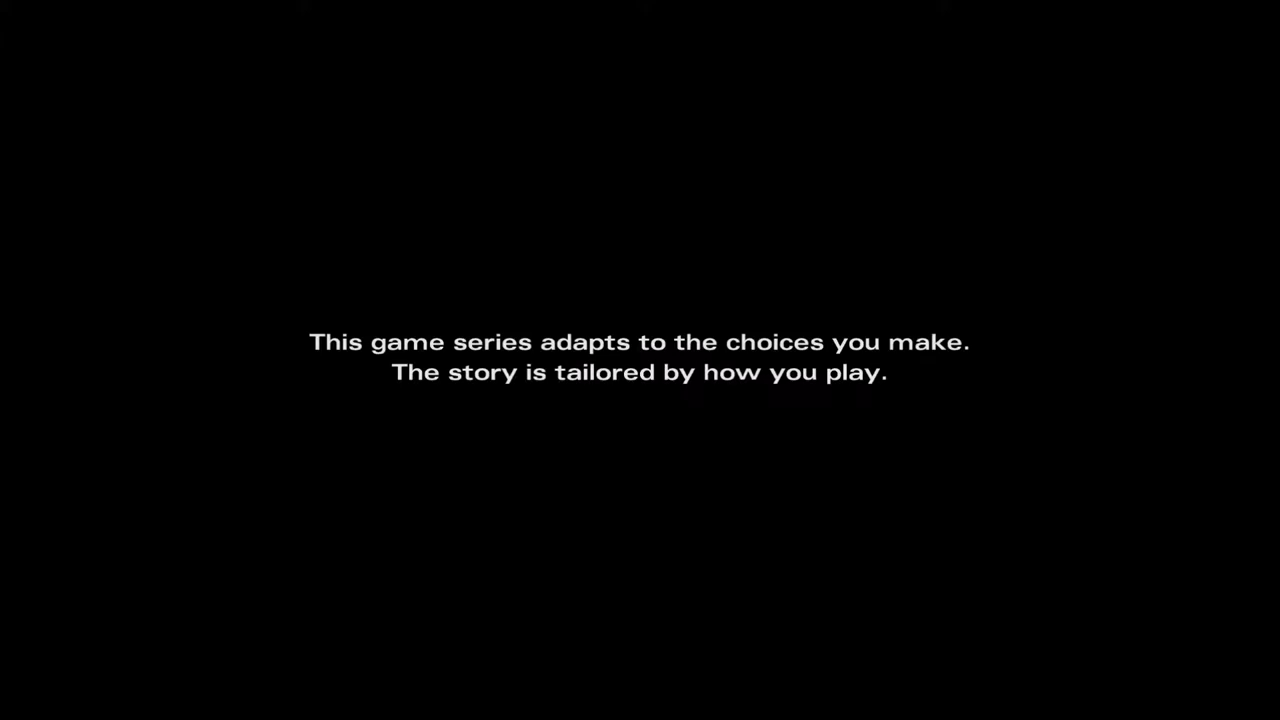 This game series adapts to the choices you make.
The story is tailored by how you play.